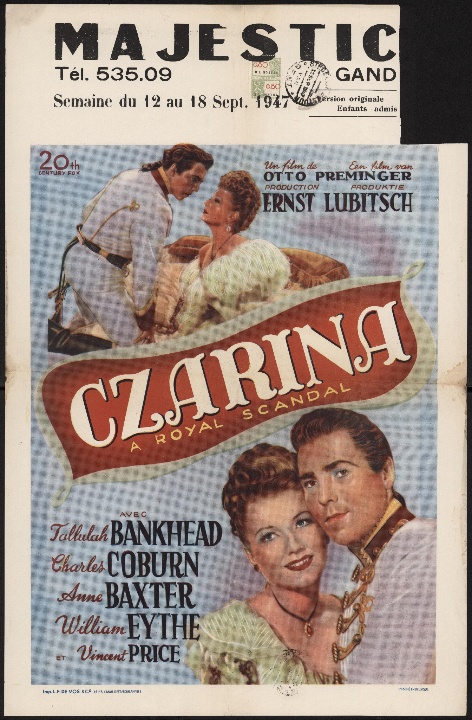 MAJESTIC
Tél. 535.09
GAND
Semaine du 12 au 18 Sept. 1947
Version originale
Enfants admis
20th
CENTURY FOX
Un film de Een film van
OTTO PREMINGER
PRODUCTION PRODUKTIE
ERNST LUBITSCH
CZARINA
A ROYAL SCANDAL
AVEC
Tallulah BANKHEAD
Charles COBURN
Anne BAXTER
William EYTHE
ET Vincent PRICE